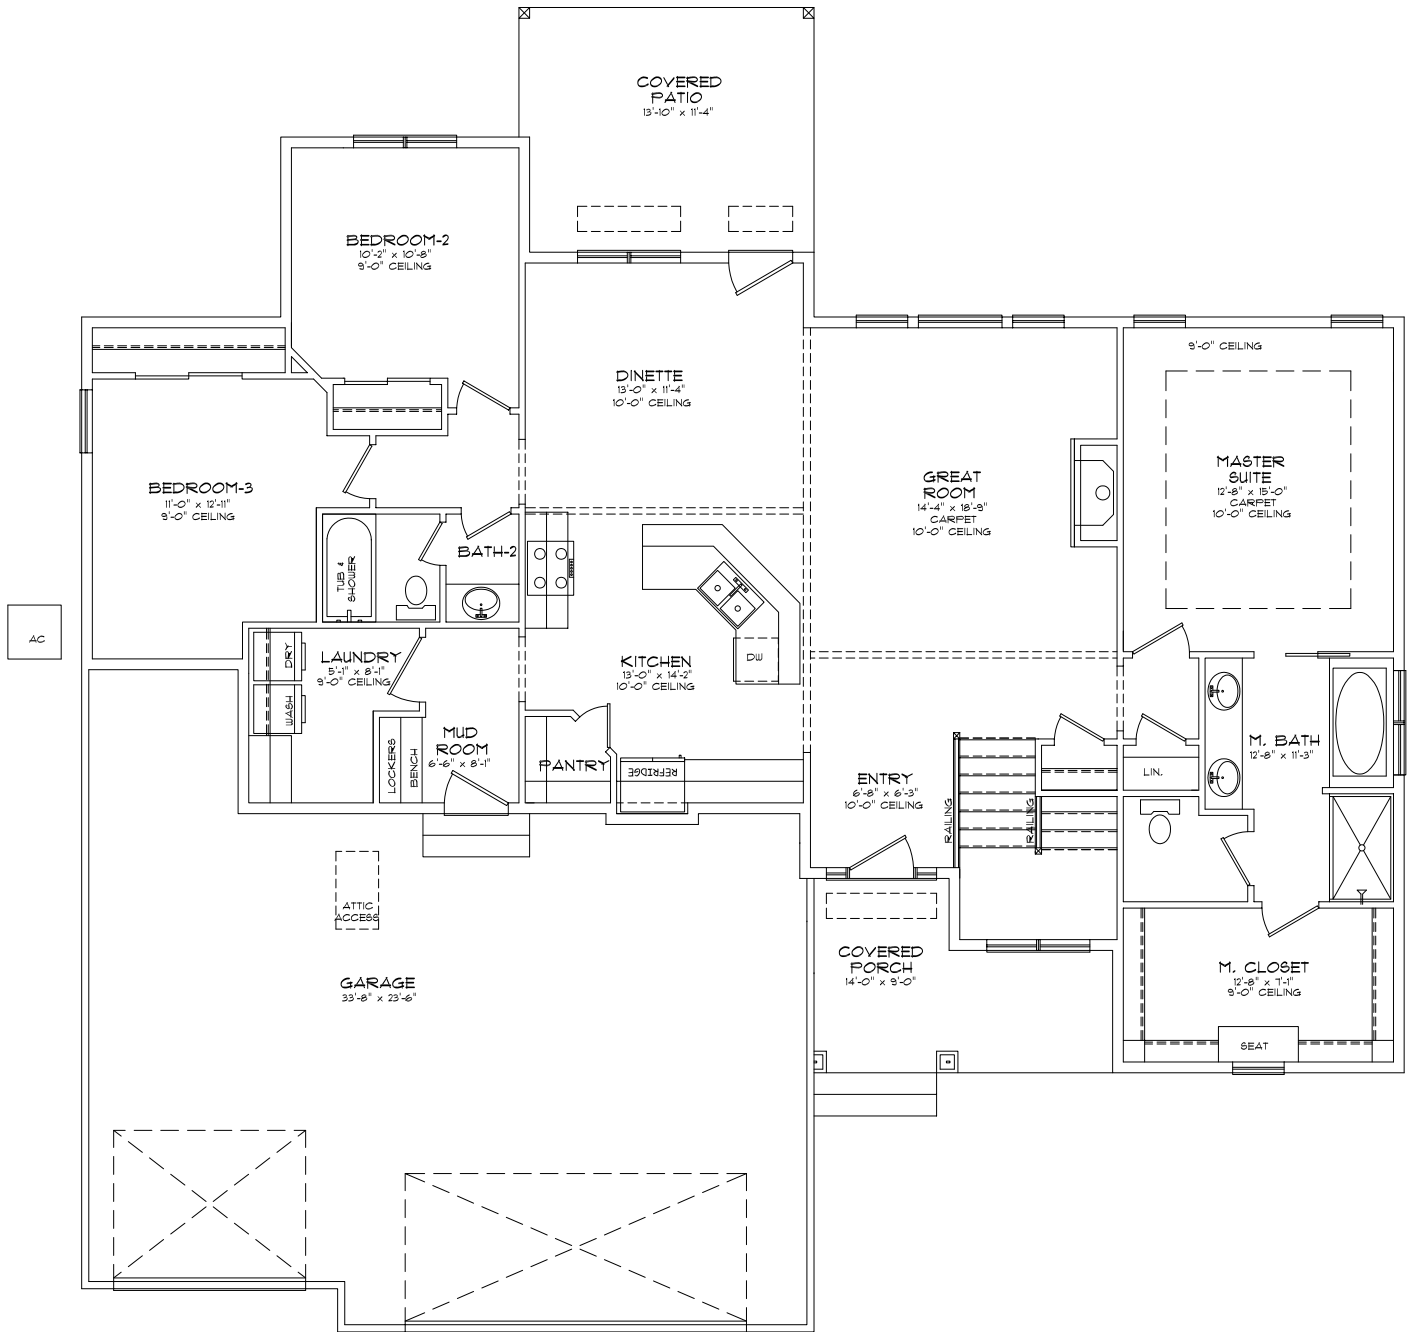 COVERED
PATIO
13'-10" x 11'-4"
BEDROOM-2
10'-2" x 10'-8"
9'-0" CEILING
9'-0" CEILING
DINETTE
13'-0" x 11'-4"
10'-0" CEILING
BEDROOM-3
11'-0" x 12'-11"
9'-0" CEILING
GREAT
ROOM
14'-4" x 18'-9"
CARPET
10'-0" CEILING
MASTER
SUITE
12'-8" x 15'-0"
CARPET
10'-0" CEILING
BATH-2
TUB &
SHOWER
AC
LAUNDRY
5'-1" x 8'-1"
9'-0" CEILING
DRY
WASH
KITCHEN
13'-0" x 14'-2"
10'-0" CEILING
DW
MUD
ROOM
6'-6" x 8'-1"
LOCKERS
BENCH
PANTRY
REFRIDGE
ENTRY
6'-8" x 6'-3"
10'-0" CEILING
RAILING
RAILING
LIN.
M. BATH
12'-8" x 11'-3"
ATTIC
ACCESS
GARAGE
33'-8" x 23'-6"
COVERED
PORCH
14'-0" x 9'-0"
M. CLOSET
12'-8" x 7'-1"
9'-0" CEILING
SEAT